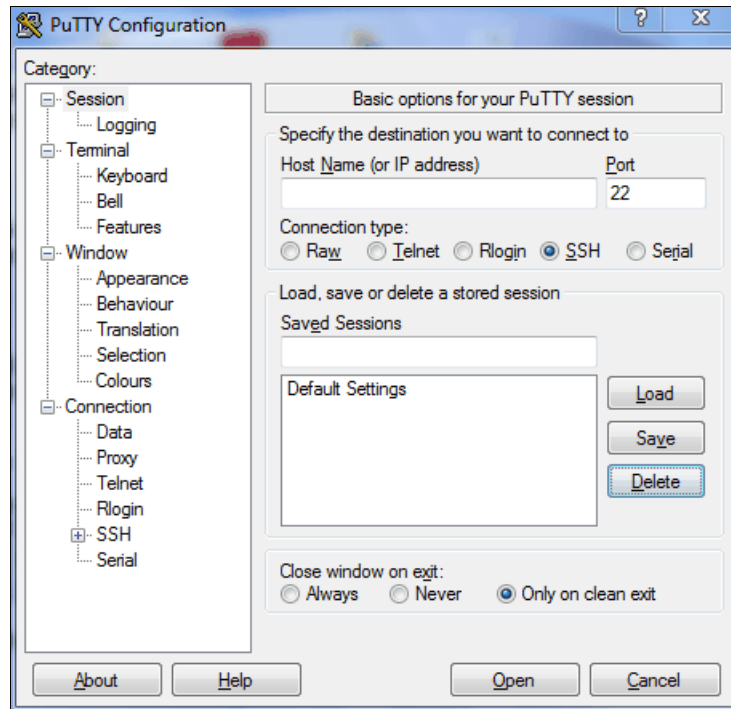 PuTTY Configuration
Category:
Session
Logging
Terminal
Keyboard
Bell
Features
Window
Appearance
Behaviour
Translation
Selection
Colours
Connection
Data
Proxy
Telnet
Rlogin
SSH
Serial
Basic options for your PuTTY session
Specify the destination you want to connect to
Host Name (or IP address) Port
22
Connection type:
Raw Telnet Rlogin SSH Serial
Load, save or delete a stored session
Saved Sessions
Default Settings
Load
Save
Delete
Close window on exit:
Always Never Only on clean exit
About Help Open Cancel